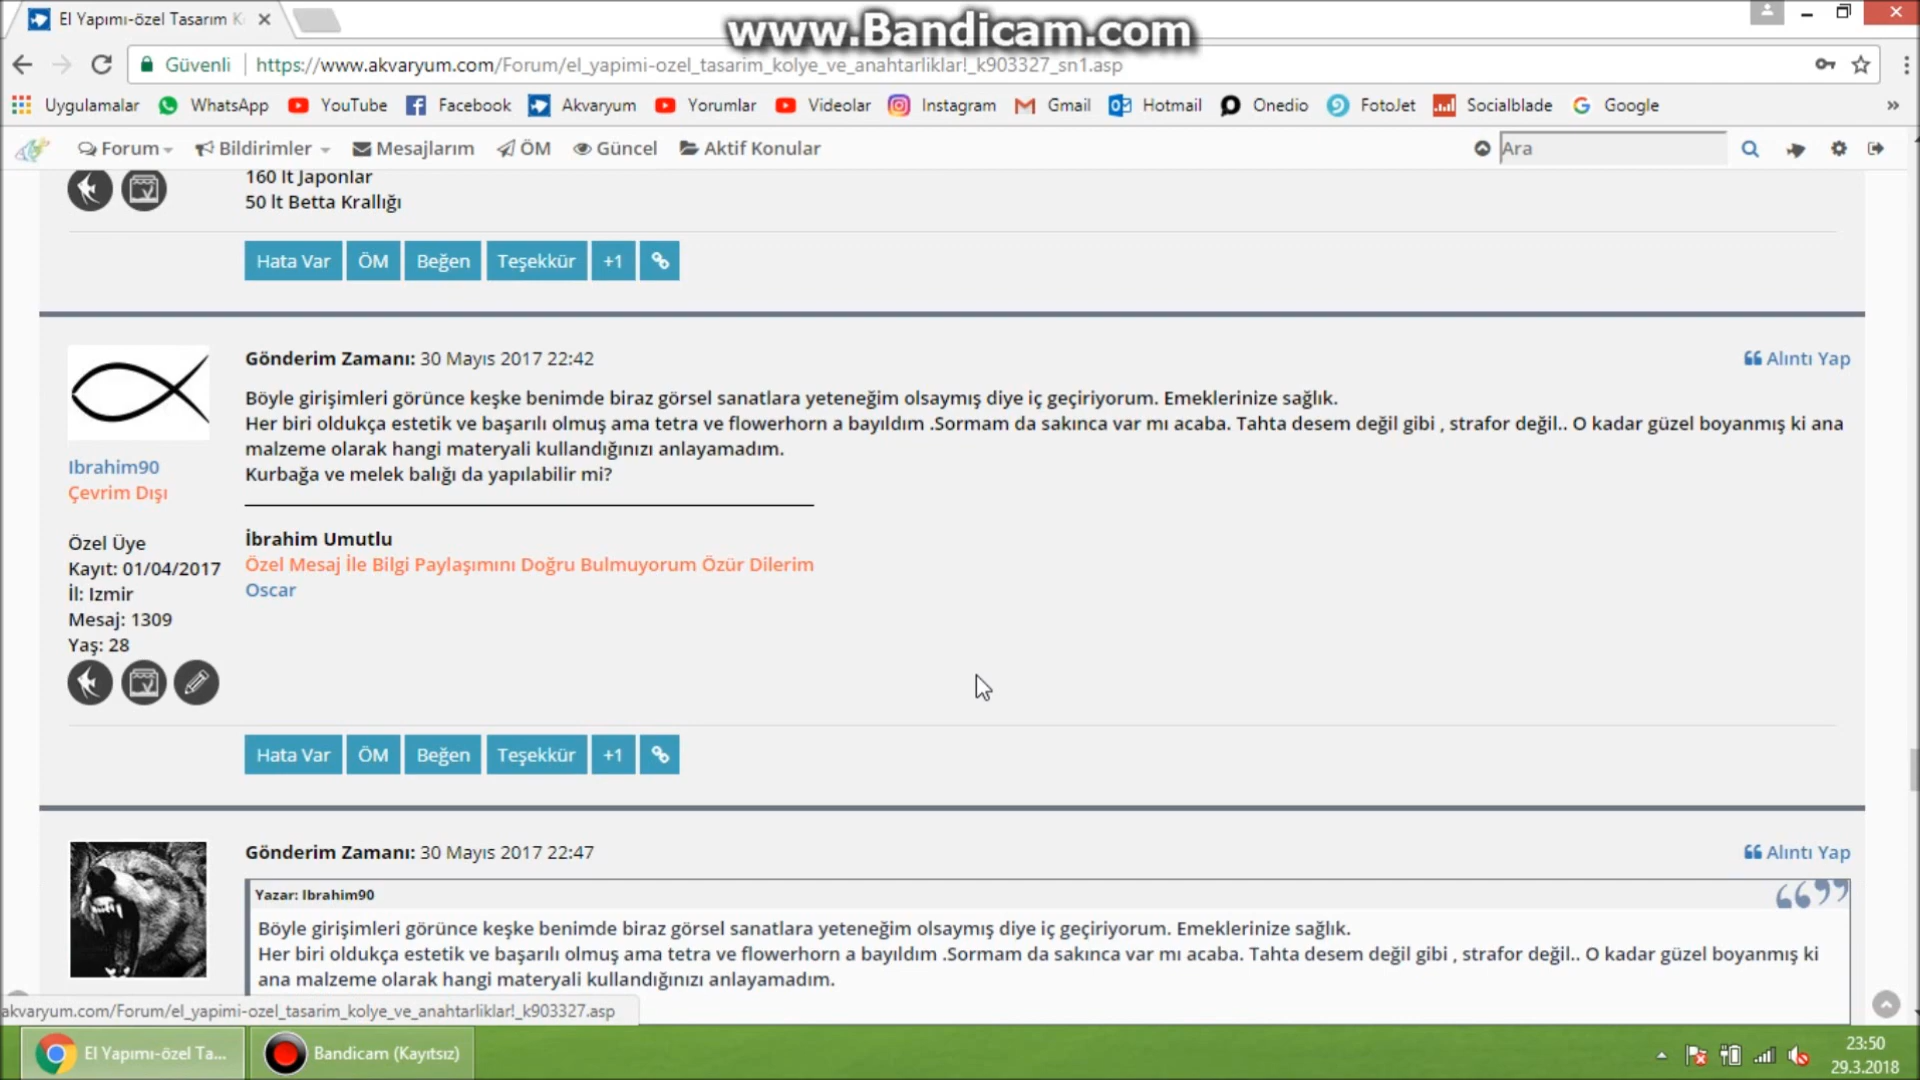 El Yapımı-özel Tasarım K
www.Bandicam.com
Güvenli
https://www.akvaryum.com/Forum/el_yapimi-ozel_tasarim_kolye_ve_anahtarliklar!_k903327_sn1.asp
Uygulamalar WhatsApp YouTube Facebook Akvaryum Yorumlar Videolar Instagram Gmail Hotmail Onedio FotoJet Socialblade Google »
Forum Bildirimler Mesajlarım ÖM Güncel Aktif Konular Ara
160 lt Japonlar
50 lt Betta Krallığı
Hata Var ÖM Beğen Teşekkür +1
Gönderim Zamanı: 30 Mayıs 2017 22:42
Alıntı Yap
Böyle girişimleri görünce keşke benimde biraz görsel sanatlara yeteneğim olsaymış diye iç geçiriyorum. Emeklerinize sağlık.
Her biri oldukça estetik ve başarılı olmuş ama tetra ve flowerhorn a bayıldım .Sormam da sakınca var mı acaba. Tahta desem değil gibi , strafor değil.. O kadar güzel boyanmış ki ana
malzeme olarak hangi materyali kullandığınızı anlayamadım.
Kurbağa ve melek balığı da yapılabilir mi?
Ibrahim90
Çevrim Dışı
Özel Üye
Kayıt: 01/04/2017
İl: Izmir
Mesaj: 1309
Yaş: 28
İbrahim Umutlu
Özel Mesaj İle Bilgi Paylaşımını Doğru Bulmuyorum Özür Dilerim
Oscar
Hata Var ÖM Beğen Teşekkür +1
Gönderim Zamanı: 30 Mayıs 2017 22:47
Alıntı Yap
Yazar: Ibrahim90
Böyle girişimleri görünce keşke benimde biraz görsel sanatlara yeteneğim olsaymış diye iç geçiriyorum. Emeklerinize sağlık.
Her biri oldukça estetik ve başarılı olmuş ama tetra ve flowerhorn a bayıldım .Sormam da sakınca var mı acaba. Tahta desem değil gibi , strafor değil.. O kadar güzel boyanmış ki
ana malzeme olarak hangi materyali kullandığınızı anlayamadım.
akvaryum.com/Forum/el_yapimi-ozel_tasarim_kolye_ve_anahtarliklar!_k903327.asp
El Yapımı-özel Ta...
Bandicam (Kayıtsız)
23:50
29.3.2018